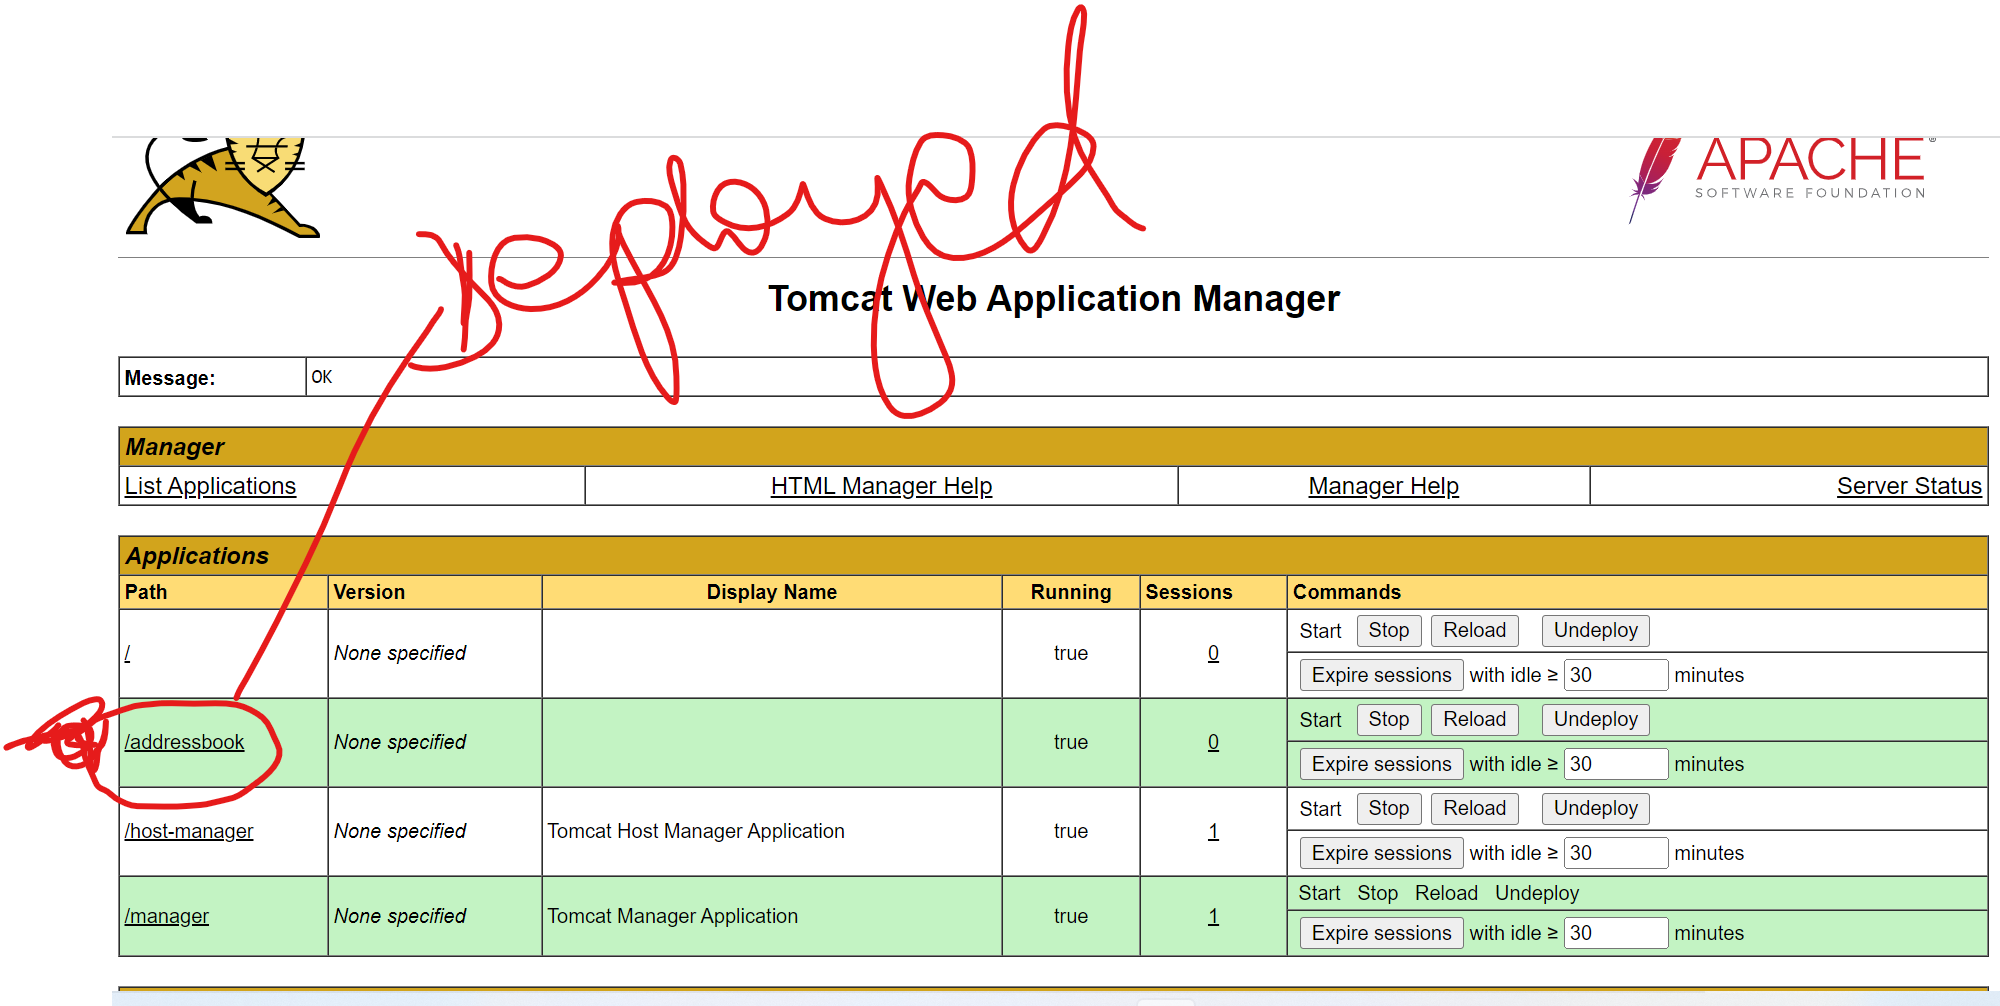 Deployed
APACHE
SOFTWARE FOUNDATION
Tomcat Web Application Manager
Message: OK
Manager
List Applications HTML Manager Help Manager Help Server Status
Applications
Path Version Display Name Running Sessions Commands
/ None specified true 0 Start Stop Reload Undeploy
Expire sessions with idle ≥ 30 minutes
/addressbook None specified true 0 Start Stop Reload Undeploy
Expire sessions with idle ≥ 30 minutes
/host-manager None specified Tomcat Host Manager Application true 1 Start Stop Reload Undeploy
Expire sessions with idle ≥ 30 minutes
/manager None specified Tomcat Manager Application true 1 Start Stop Reload Undeploy
Expire sessions with idle ≥ 30 minutes